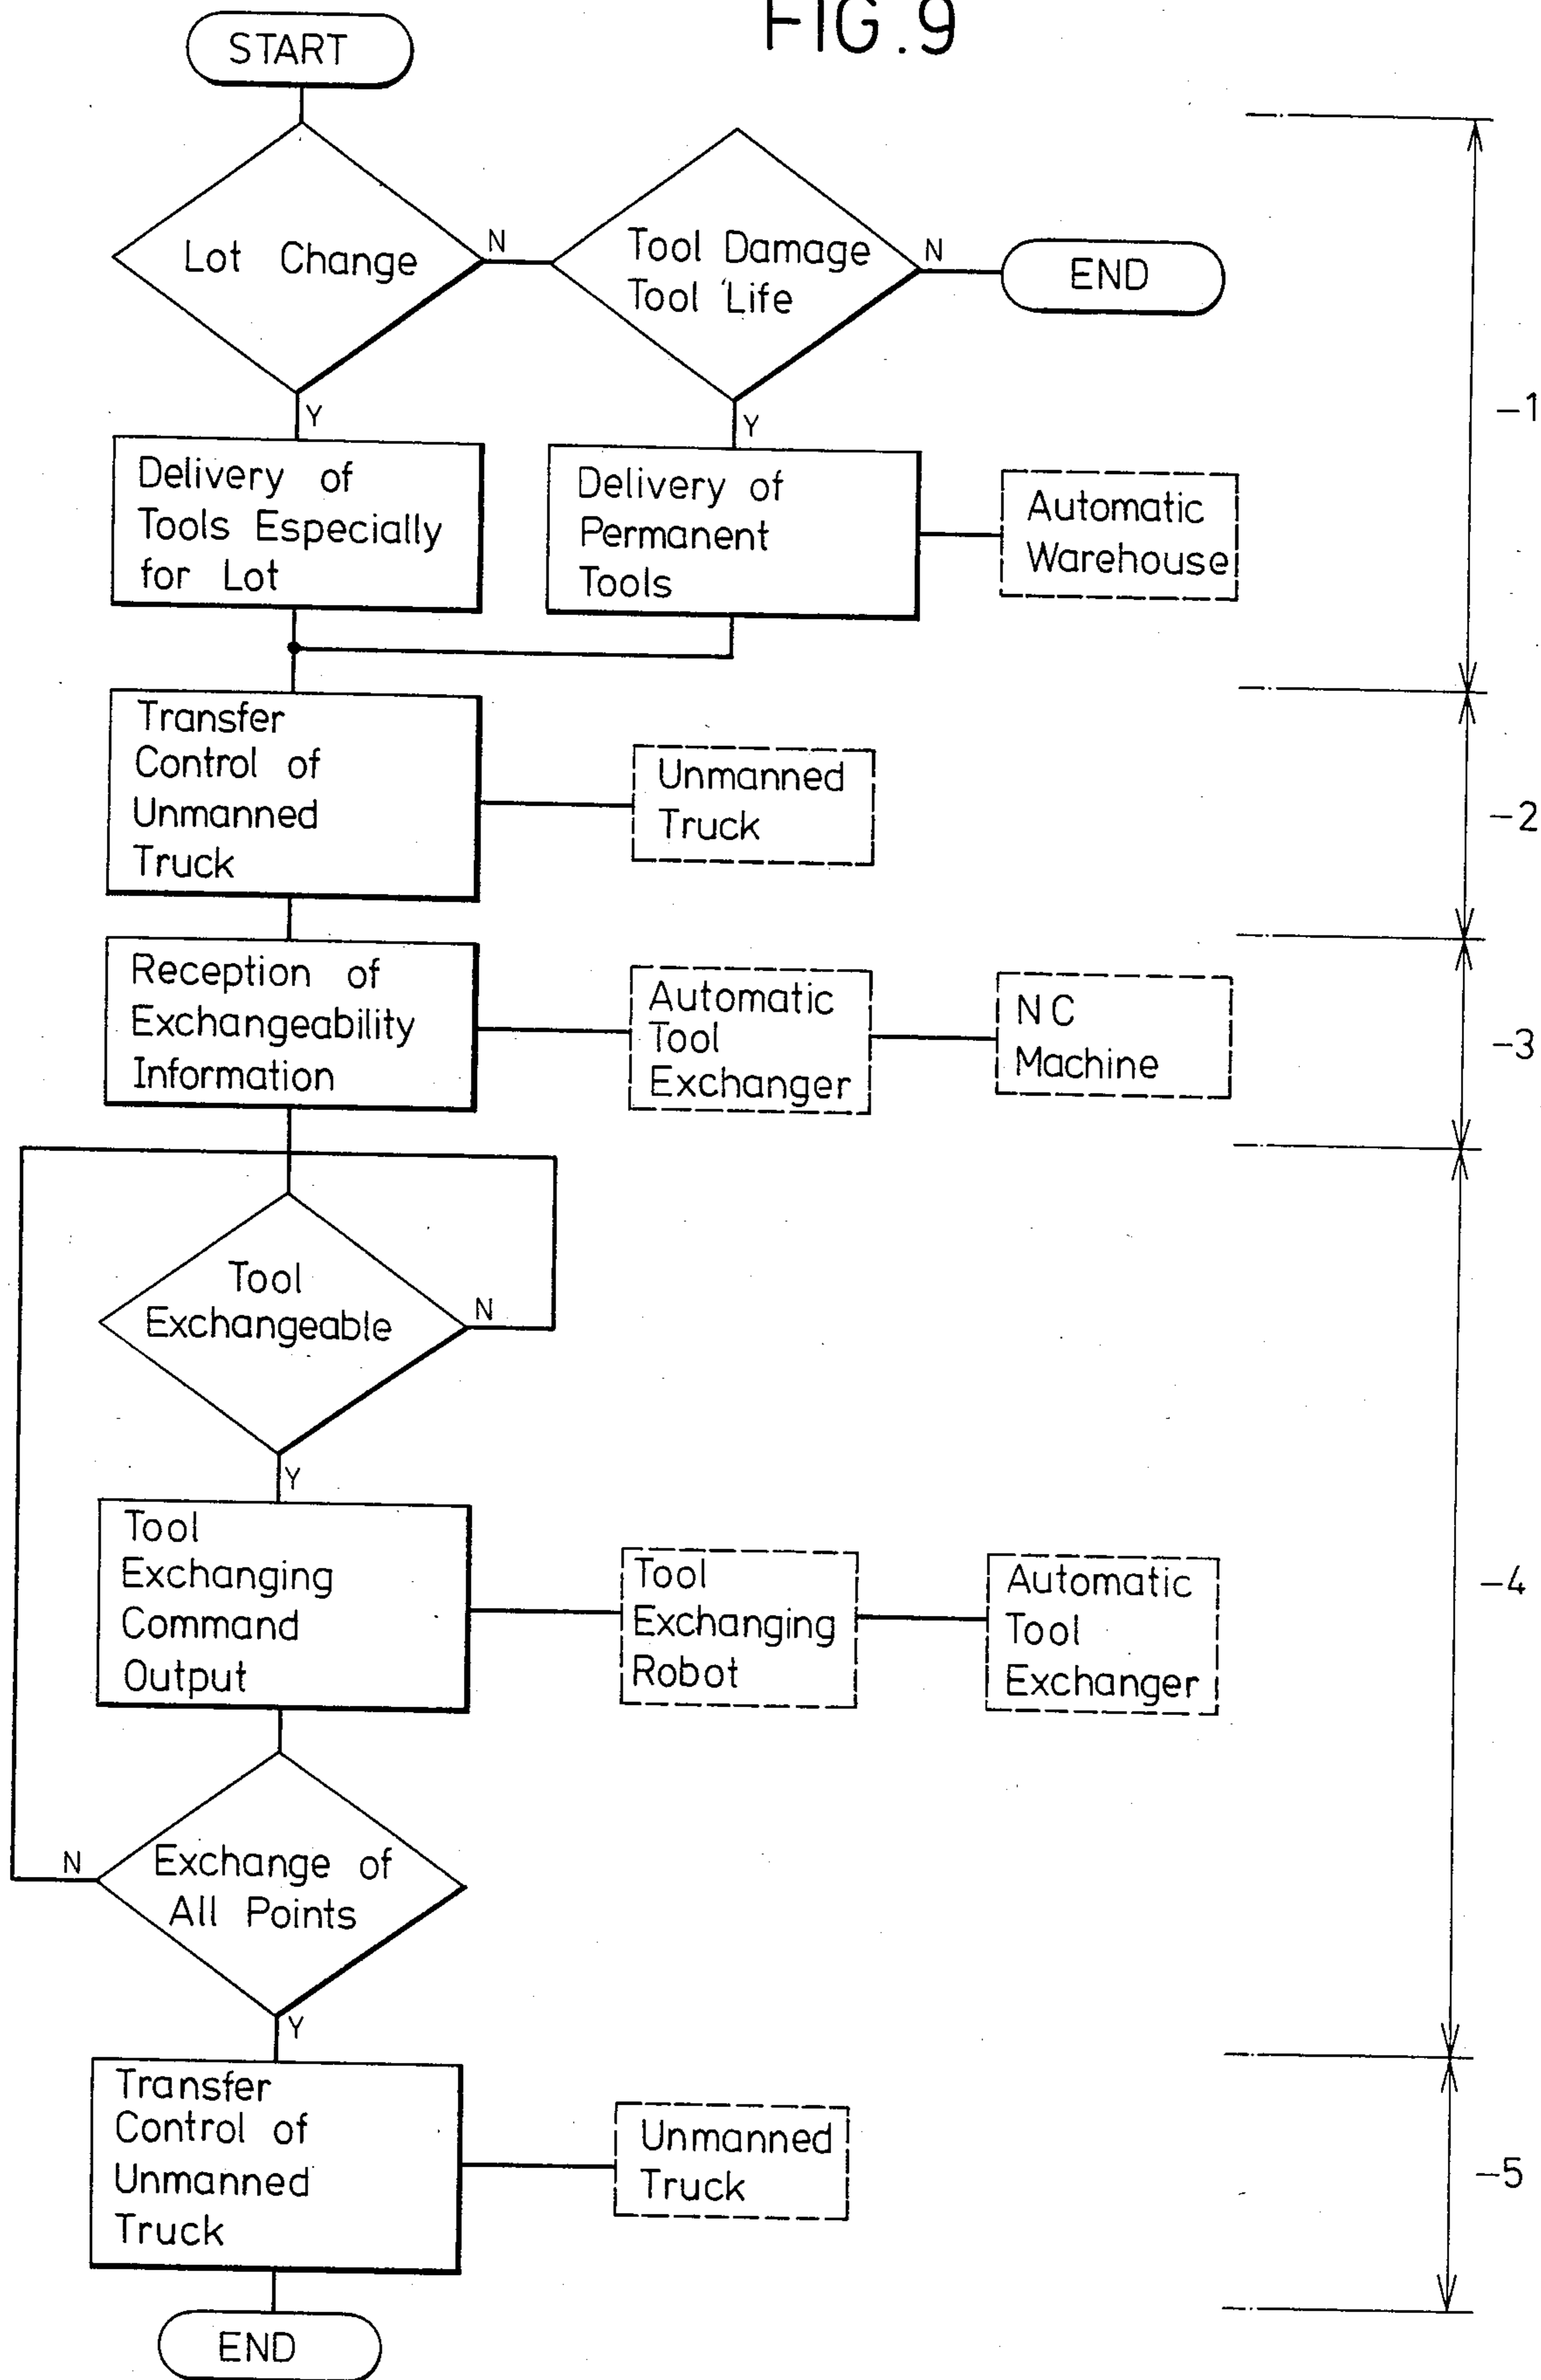 FIG.9
START
Lot Change
N
Tool Damage
Tool Life
N
END
Y
Y
-1
Delivery of
Tools Especially
for Lot
Delivery of
Permanent
Tools
Automatic
Warehouse
Transfer
Control of
Unmanned
Truck
Unmanned
Truck
-2
Reception of
Exchangeability
Information
Automatic
Tool
Exchanger
NC
Machine
-3
Tool
Exchangeable
N
Y
Tool
Exchanging
Command
Output
Tool
Exchanging
Robot
Automatic
Tool
Exchanger
-4
N
Exchange of
All Points
Y
Transfer
Control of
Unmanned
Truck
Unmanned
Truck
-5
END